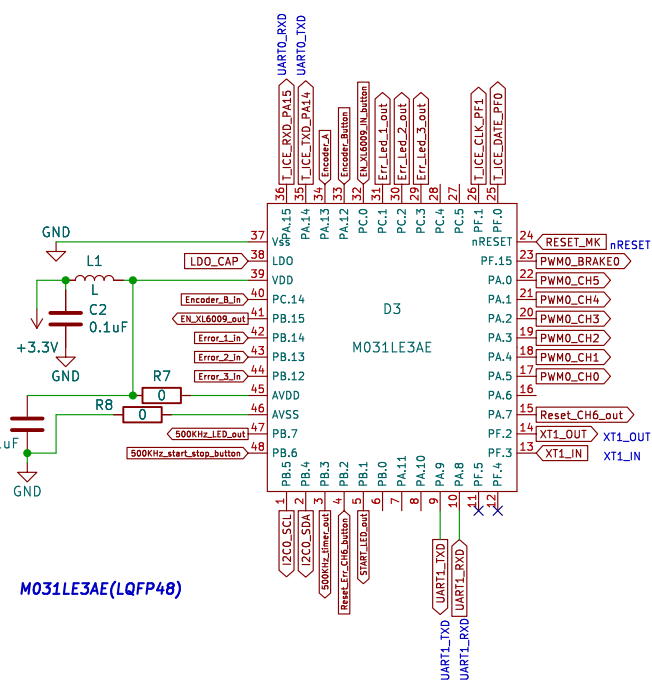 UART0_RXD
UART0_TXD
T_ICE_RXD_PA15
T_ICE_TXD_PA14
Encoder_A
Encoder_Button
EN_XL6009_IN_button
Err_Led_1_out
Err_Led_2_out
Err_Led_3_out
T_ICE_CLK_PF1
T_ICE_DATE_PF0
36 35 34 33 32 31 30 29 28 27 26 25
PA.15 PA.14 PA.13 PA.12 PC.0 PC.1 PC.2 PC.3 PC.4 PC.5 PF.1 PF.0
GND
37 Vss
LDO_CAP 38 LDO
39 VDD
Encoder_B_in 40 PC.14
EN_XL6009_out 41 PB.15
Error_1_in 42 PB.14
Error_2_in 43 PB.13
Error_3_in 44 PB.12
45 AVDD
46 AVSS
500KHz_LED_out 47 PB.7
500KHz_start_stop_button 48 PB.6
L1
L
C2
0.1uF
+3.3V
GND
R7
0
R8
0
uF
GND
D3
M031LE3AE
nRESET 24 RESET_MK nRESET
PF.15 23 PWM0_BRAKE0
PA.0 22 PWM0_CH5
PA.1 21 PWM0_CH4
PA.2 20 PWM0_CH3
PA.3 19 PWM0_CH2
PA.4 18 PWM0_CH1
PA.5 17 PWM0_CH0
PA.6 16
PA.7 15 Reset_CH6_out
PF.2 14 XT1_OUT XT1_OUT
PF.3 13 XT1_IN XT1_IN
PB.5 PB.4 PB.3 PB.2 PB.1 PB.0 PA.11 PA.10 PA.9 PA.8 PF.5 PF.4
1 2 3 4 5 6 7 8 9 10 11 12
I2C0_SCL
I2C0_SDA
500KHz_timer_out
Reset_Err_CH6_button
START_LED_out
UART1_TXD
UART1_RXD
UART1_TXD
UART1_RXD
M031LE3AE(LQFP48)